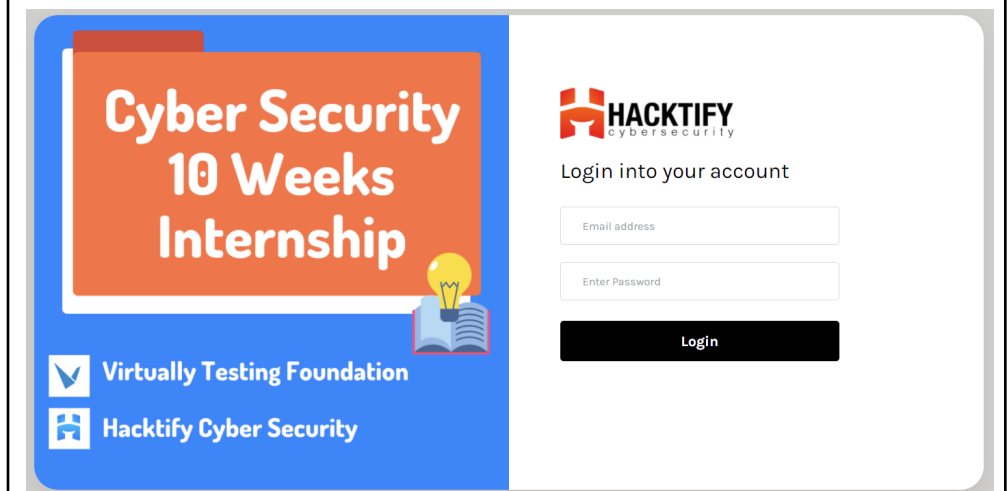 Cyber Security
10 Weeks
Internship
Virtually Testing Foundation
Hacktify Cyber Security
HACKTIFY
cybersecurity
Login into your account
Email address
Enter Password
Login